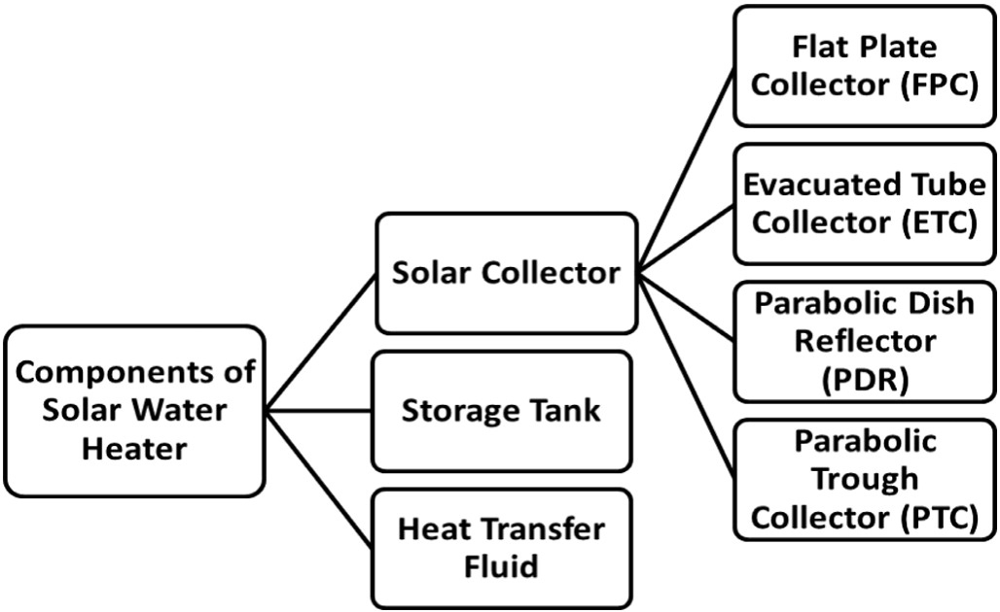 Components of
Solar Water
Heater
Solar Collector
Storage Tank
Heat Transfer
Fluid
Flat Plate
Collector (FPC)
Evacuated Tube
Collector (ETC)
Parabolic Dish
Reflector
(PDR)
Parabolic
Trough
Collector (PTC)